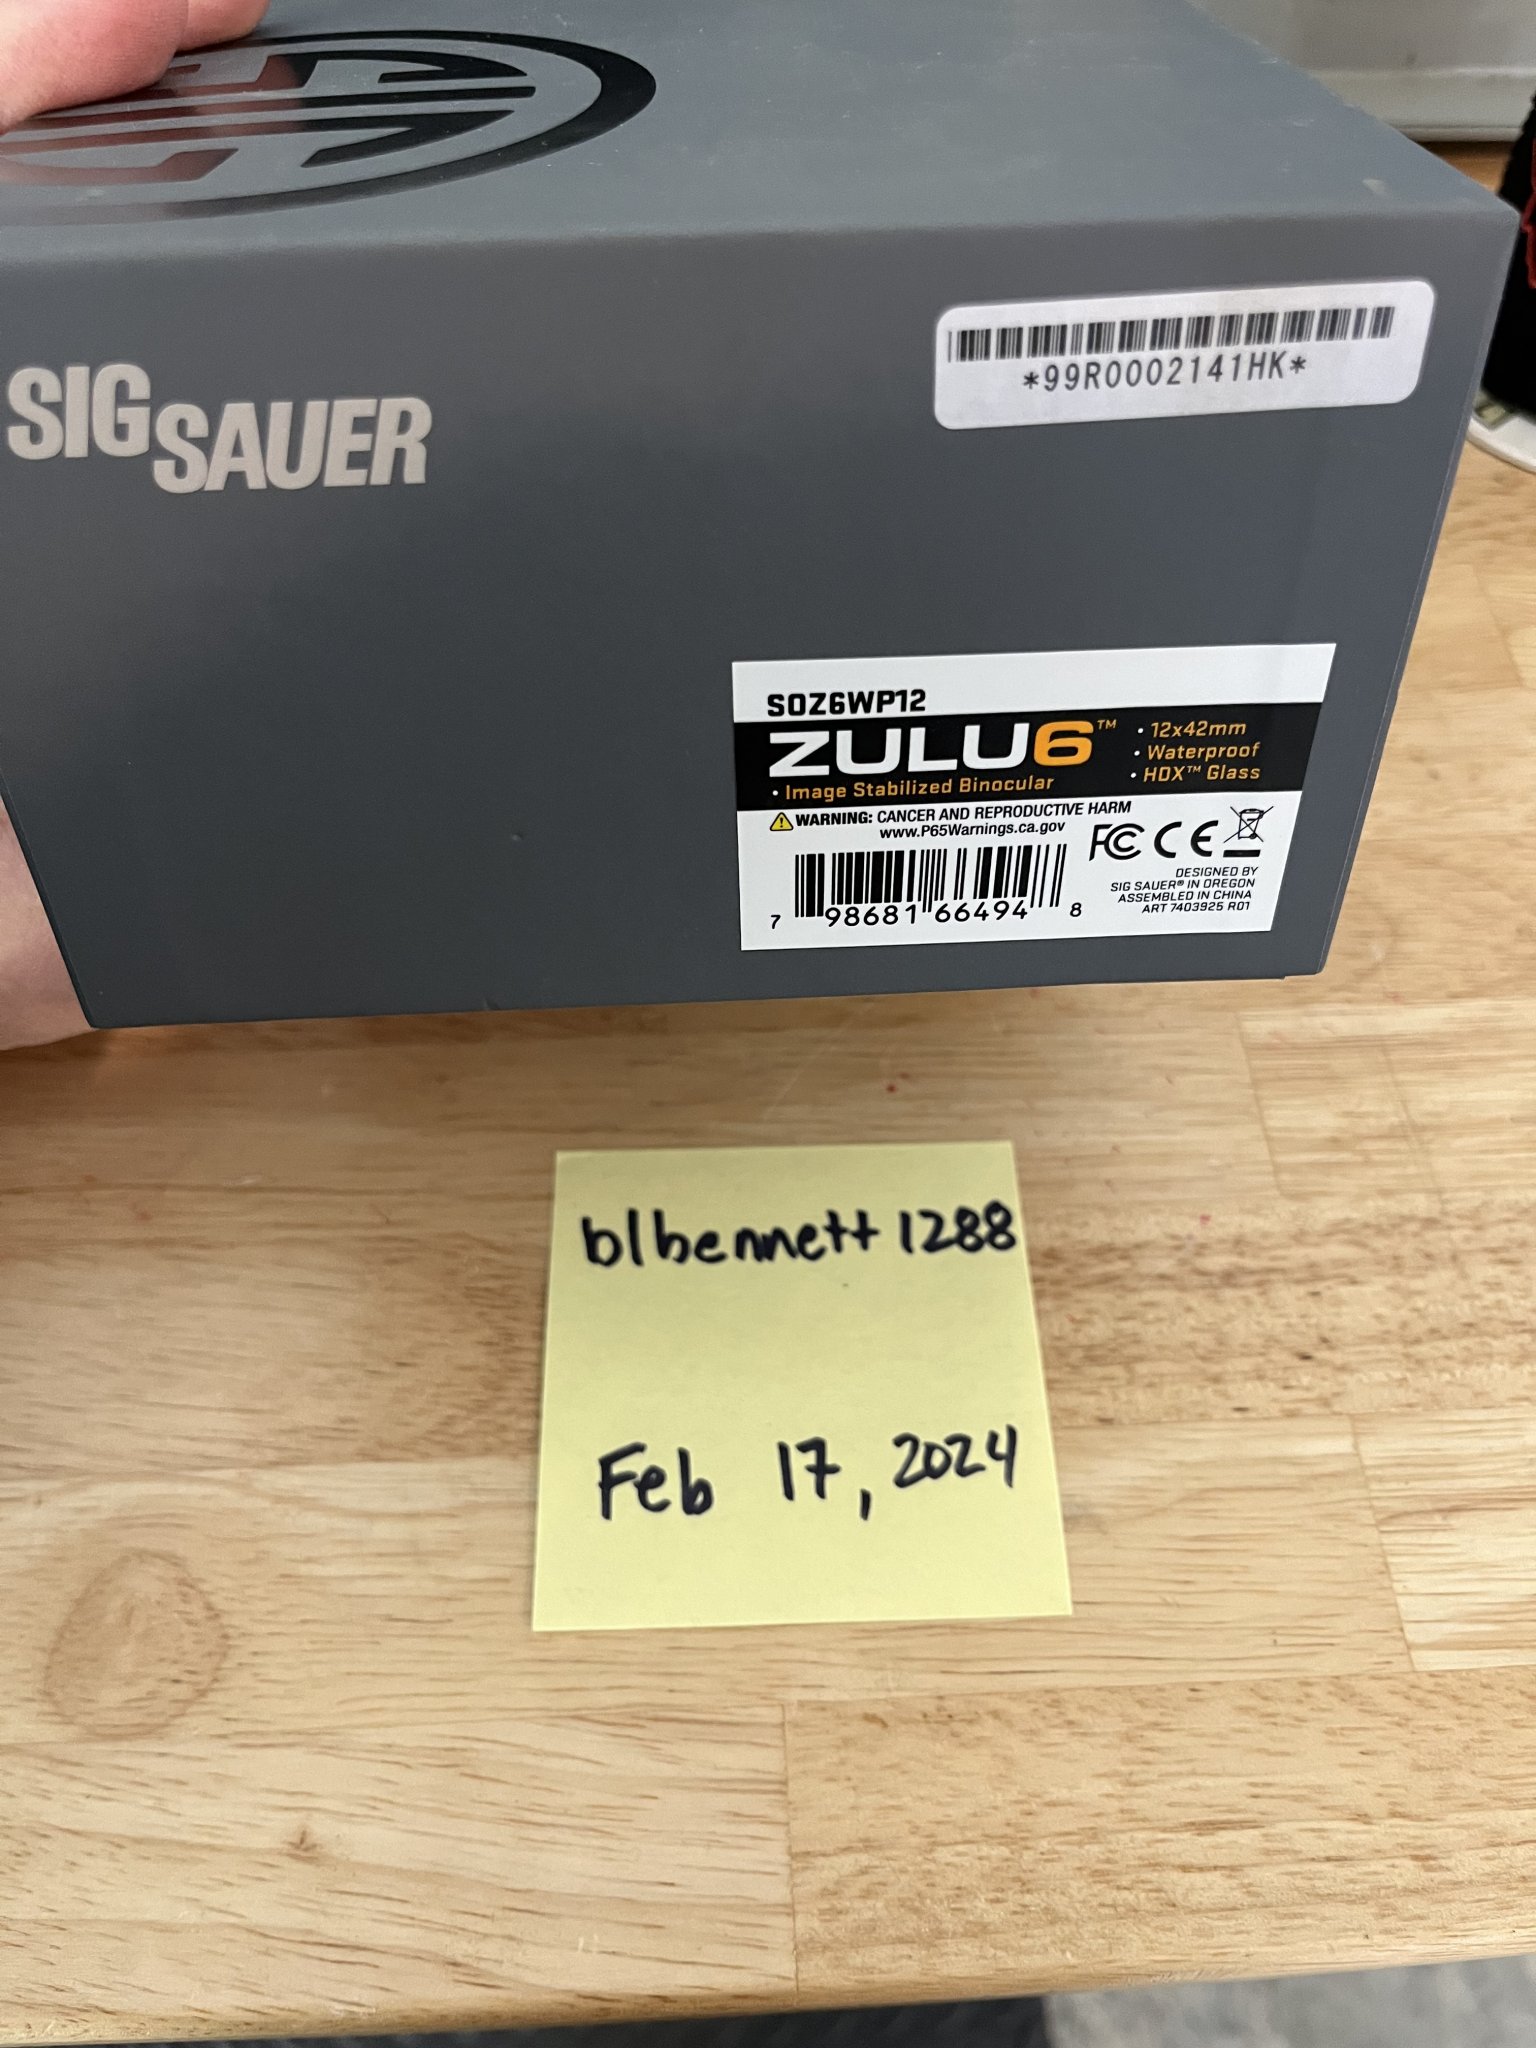 SIG SAUER
*99R0002141HK*
SOZ6WP12
ZULU6™
• Image Stabilized Binocular
• 12x42mm
• Waterproof
• HDX™ Glass
WARNING: CANCER AND REPRODUCTIVE HARM
www.P65Warnings.ca.gov
FC CE
7 98681 66494 8
DESIGNED BY
SIG SAUER® IN OREGON
ASSEMBLED IN CHINA
ART 7403925 R01
blbennett1288
Feb 17, 2024